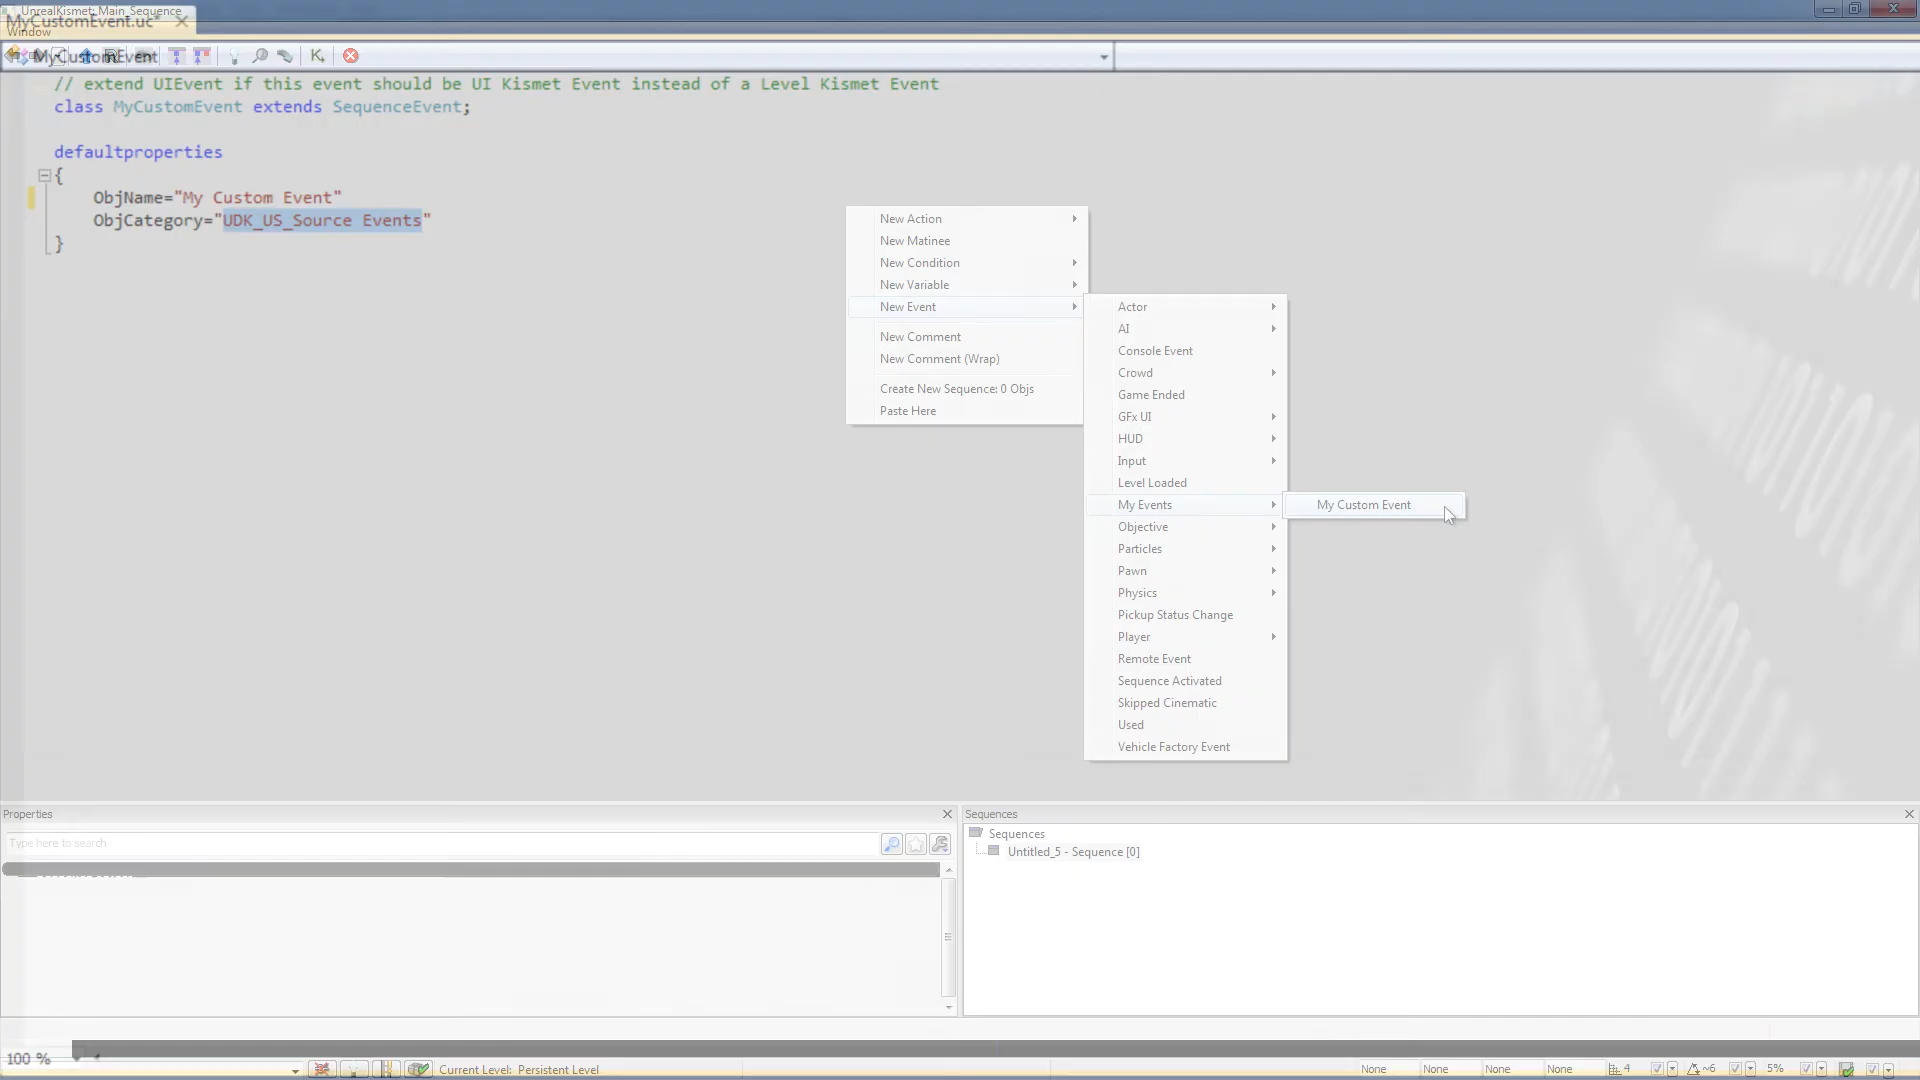 UnrealKismet: Main_Sequence
MyCustomEvent.uc*
Window
MyCustomEvent
// extend UIEvent if this event should be UI Kismet Event instead of a Level Kismet Event
class MyCustomEvent extends SequenceEvent;
defaultproperties
{
ObjName="My Custom Event"
ObjCategory="UDK_US_Source Events"
}
New Action
New Matinee
New Condition
New Variable
New Event
New Comment
New Comment (Wrap)
Create New Sequence: 0 Objs
Paste Here
Actor
AI
Console Event
Crowd
Game Ended
GFx UI
HUD
Input
Level Loaded
My Events
Objective
Particles
Pawn
Physics
Pickup Status Change
Player
Remote Event
Sequence Activated
Skipped Cinematic
Used
Vehicle Factory Event
My Custom Event
Properties
Type here to search
Sequences
Sequences
Untitled_5 - Sequence [0]
100 %
Current Level: Persistent Level
None None None None 4 ~6 5%